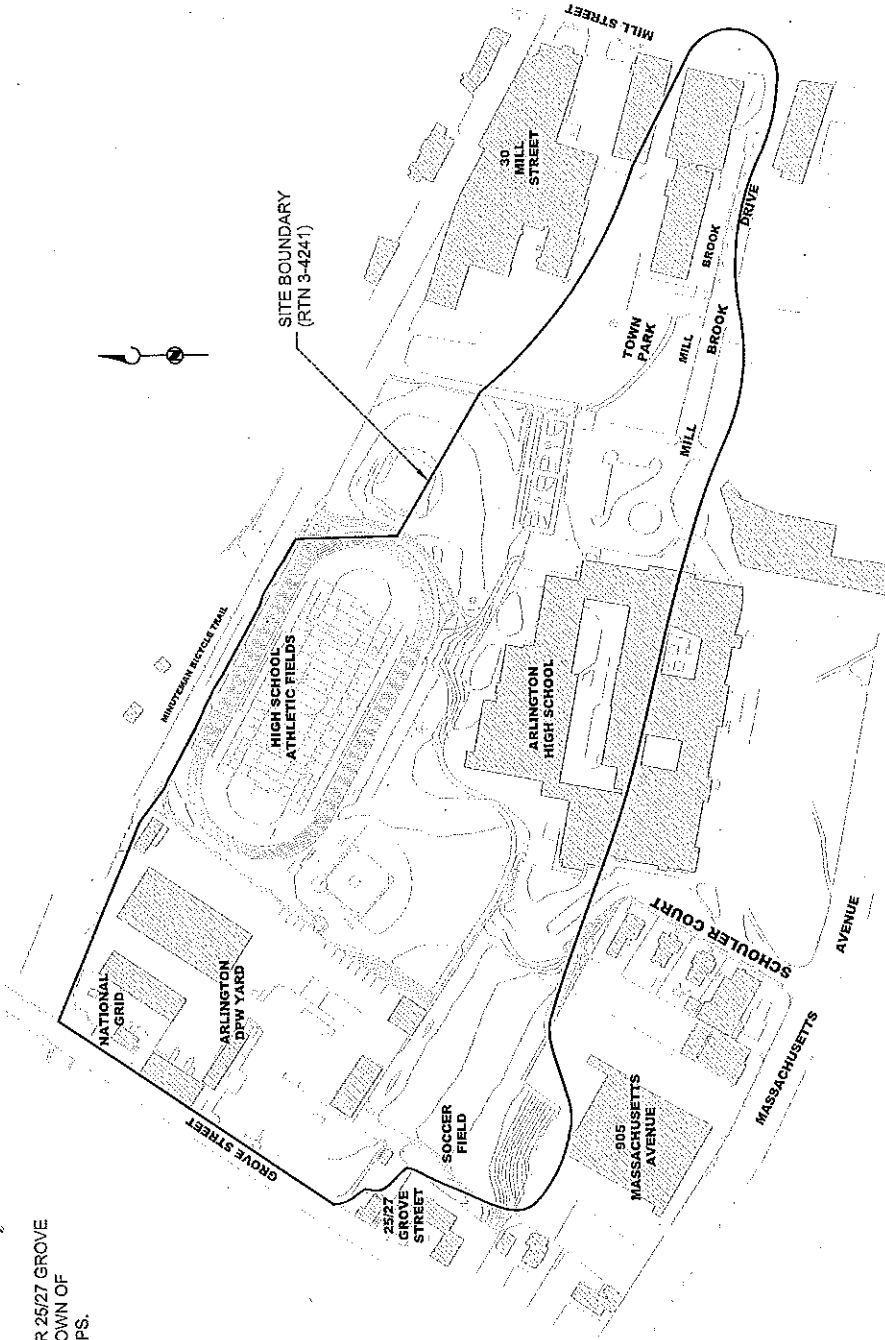 MILL STREET
30
MILL
STREET
SITE BOUNDARY
(RTN 3-4241)
N
MINUTEMAN BICYCLE TRAIL
HIGH SCHOOL
ATHLETIC FIELDS
TOWN
PARK
MILL
BROOK
DRIVE
MILL
BROOK
ARLINGTON
HIGH SCHOOL
NATIONAL
GRID
ARLINGTON
DPW YARD
GROVE STREET
SOCCER
FIELD
25/27
GROVE
STREET
905
MASSACHUSETTS
AVENUE
SCHOULER COURT
MASSACHUSETTS
AVENUE
R 25/27 GROVE
OWN OF
PS.